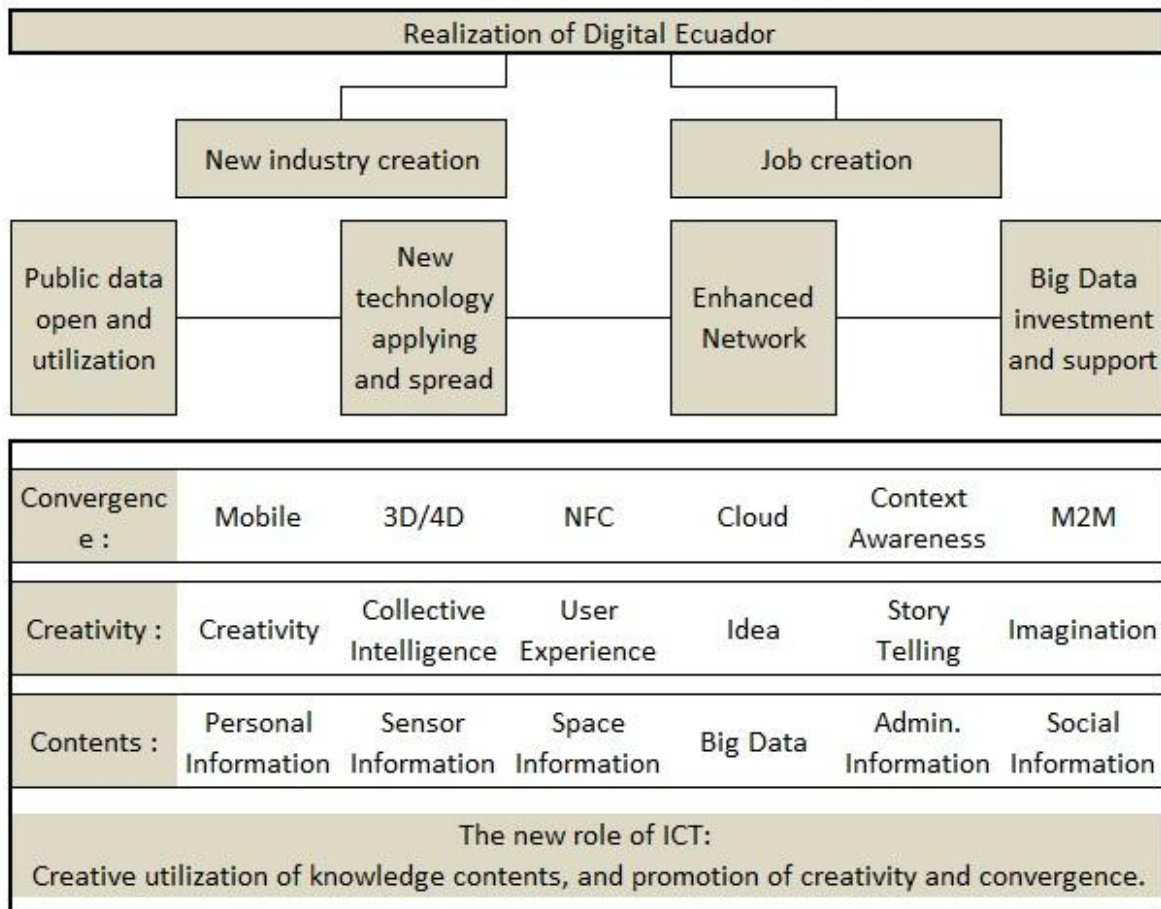 Realization of Digital Ecuador
New industry creation
Job creation
Public data
open and
utilization
New
technology
applying
and spread
Enhanced
Network
Big Data
investment
and support
Convergenc
e :
Mobile
3D/4D
NFC
Cloud
Context
Awareness
M2M
Creativity :
Creativity
Collective
Intelligence
User
Experience
Idea
Story
Telling
Imagination
Contents :
Personal
Information
Sensor
Information
Space
Information
Big Data
Admin.
Information
Social
Information
The new role of ICT:
Creative utilization of knowledge contents, and promotion of creativity and convergence.